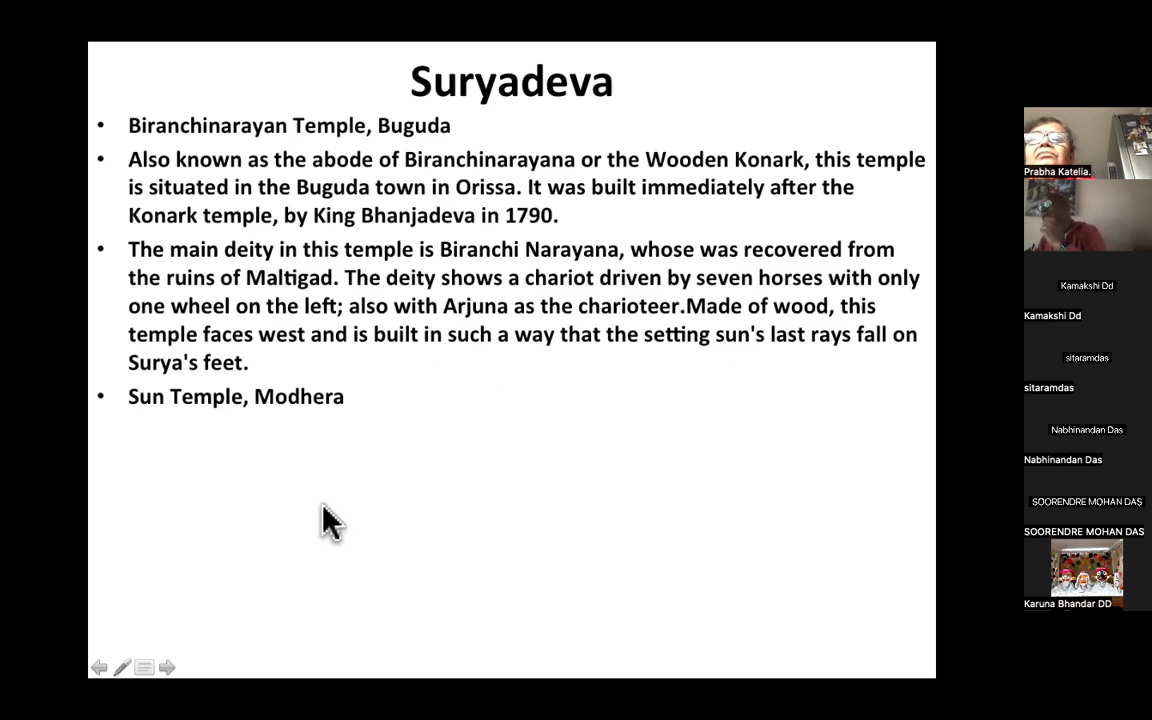 Suryadeva
• Biranchinarayan Temple, Buguda
• Also known as the abode of Biranchinarayana or the Wooden Konark, this temple
is situated in the Buguda town in Orissa. It was built immediately after the
Konark temple, by King Bhanjadeva in 1790.
• The main deity in this temple is Biranchi Narayana, whose was recovered from
the ruins of Maltigad. The deity shows a chariot driven by seven horses with only
one wheel on the left; also with Arjuna as the charioteer.Made of wood, this
temple faces west and is built in such a way that the setting sun's last rays fall on
Surya's feet.
• Sun Temple, Modhera
Prabha Katelia.
Kamakshi Dd
Kamakshi Dd
sitaramdas
sitaramdas
Nabhinandan Das
Nabhinandan Das
SOORENDRE MOHAN DAS
SOORENDRE MOHAN DAS
Karuna Bhandar DD